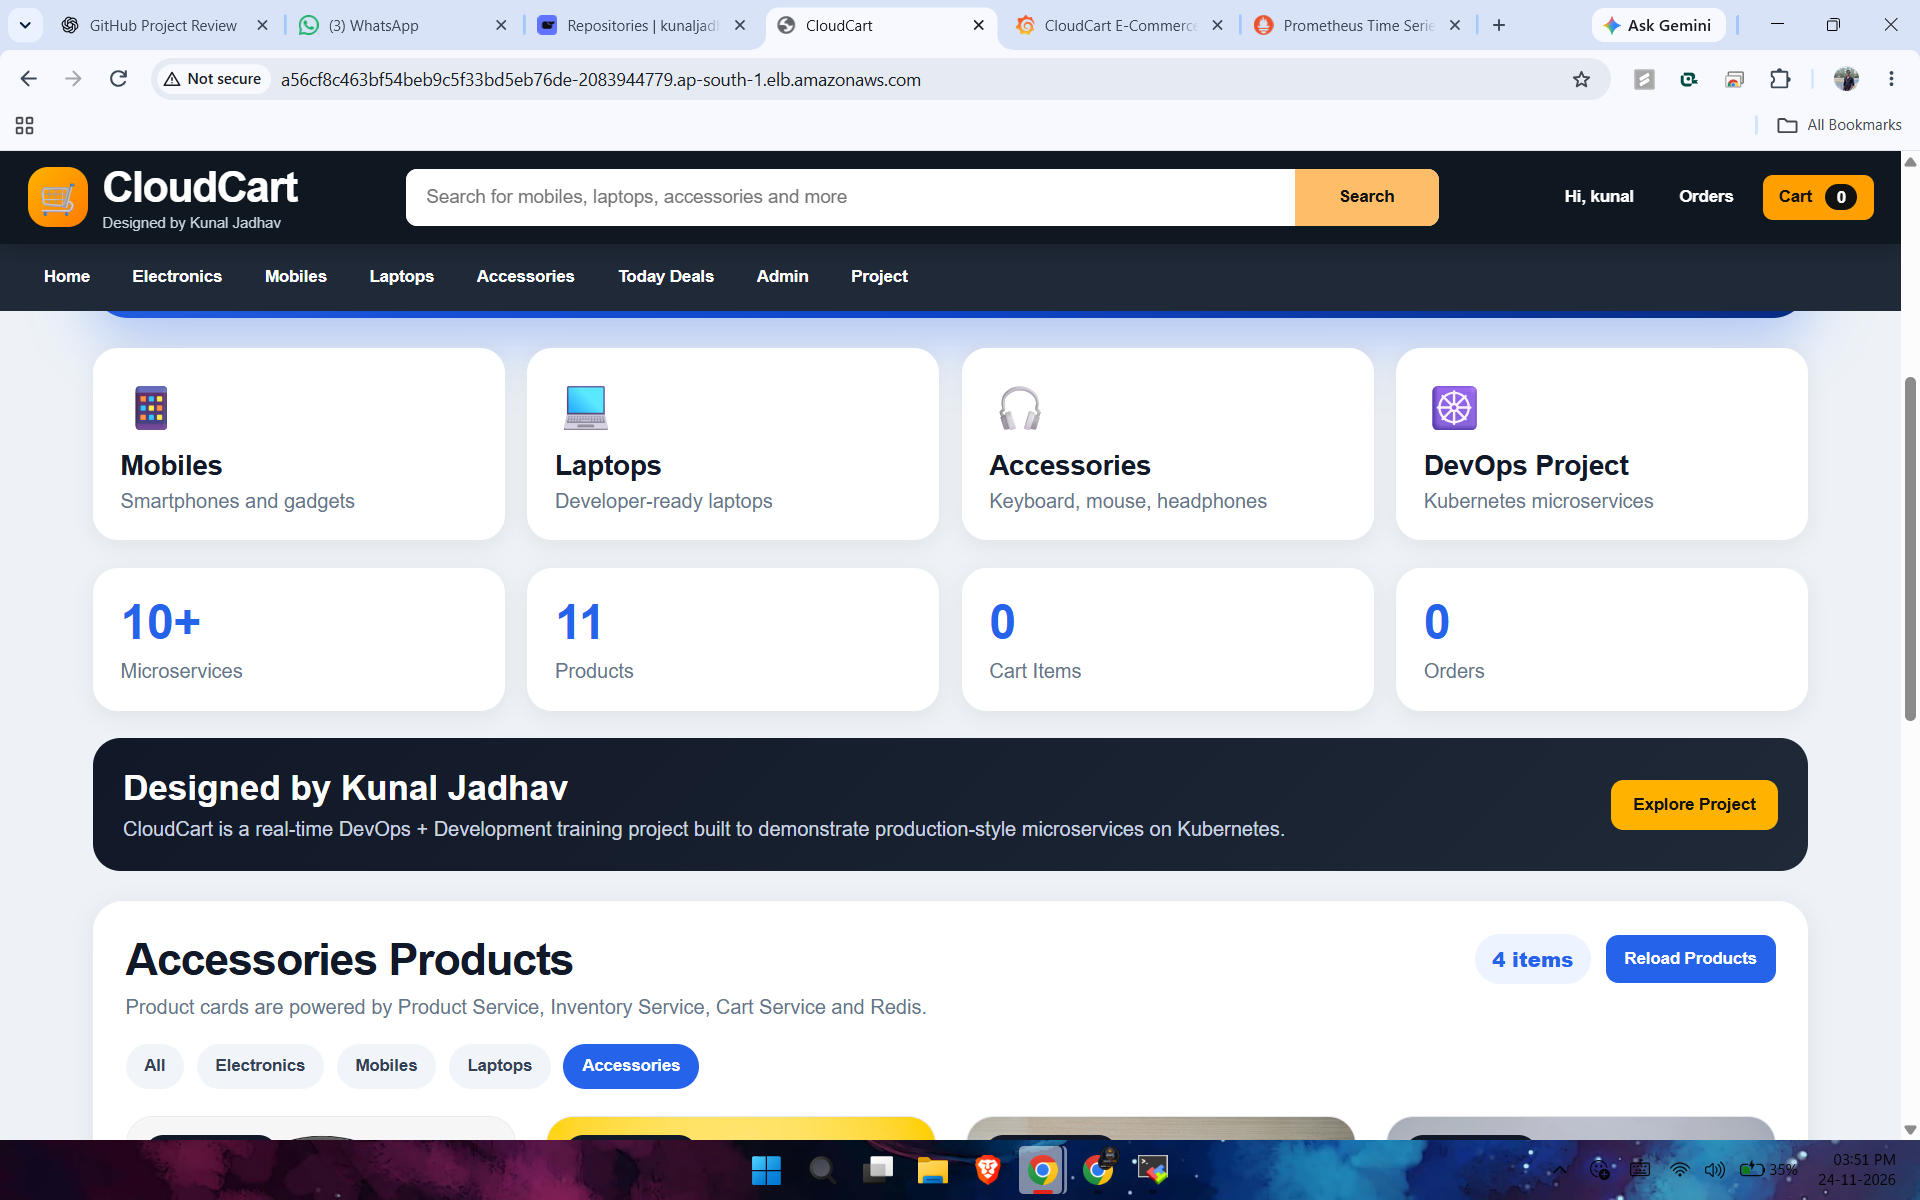 GitHub Project Review
(3) WhatsApp
Repositories | kunaljadl
CloudCart
CloudCart E-Commerce
Prometheus Time Serie
Ask Gemini
Not secure
a56cf8c463bf54beb9c5f33bd5eb76de-2083944779.ap-south-1.elb.amazonaws.com
All Bookmarks
CloudCart
Designed by Kunal Jadhav
Search for mobiles, laptops, accessories and more
Search
Hi, kunal
Orders
Cart 0
Home
Electronics
Mobiles
Laptops
Accessories
Today Deals
Admin
Project
Mobiles
Smartphones and gadgets
Laptops
Developer-ready laptops
Accessories
Keyboard, mouse, headphones
DevOps Project
Kubernetes microservices
10+
Microservices
11
Products
0
Cart Items
0
Orders
Designed by Kunal Jadhav
CloudCart is a real-time DevOps + Development training project built to demonstrate production-style microservices on Kubernetes.
Explore Project
Accessories Products
4 items
Reload Products
Product cards are powered by Product Service, Inventory Service, Cart Service and Redis.
All
Electronics
Mobiles
Laptops
Accessories
35%
03:51 PM
24-11-2026